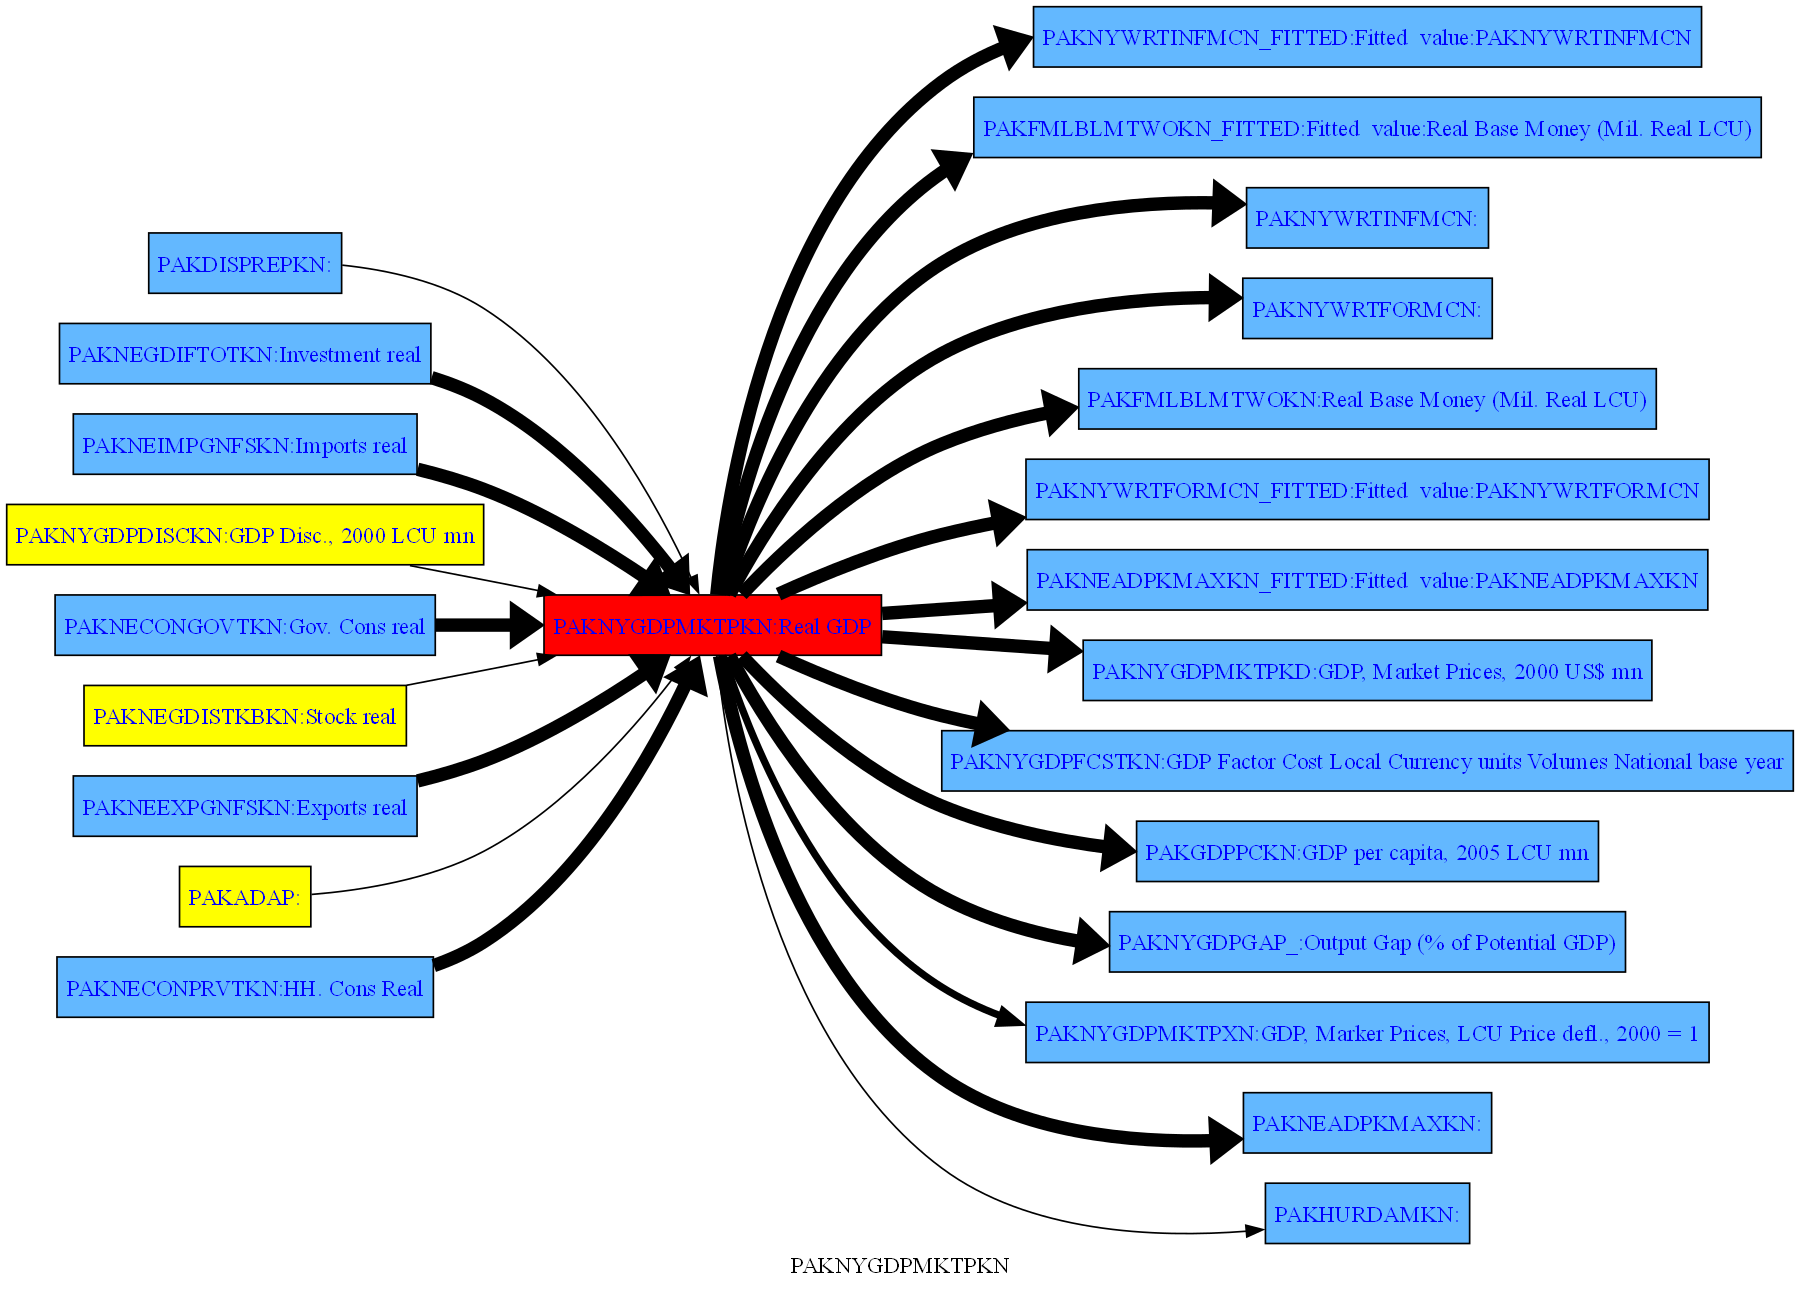 PAKDISPREPKN:
PAKNEGDIFTOTKN:Investment real
PAKNEIMPGNFSKN:Imports real
PAKNYGDPDISCKN:GDP Disc., 2000 LCU mn
PAKNECONGOVTKN:Gov. Cons real
PAKNEGDISTKBKN:Stock real
PAKNEEXPGNFSKN:Exports real
PAKADAP:
PAKNECONPRVTKN:HH. Cons Real
PAKNYGDPMKTPKN:Real GDP
PAKNYWRTINFMCN_FITTED:Fitted  value:PAKNYWRTINFMCN
PAKFMLBLMTWOKN_FITTED:Fitted  value:Real Base Money (Mil. Real LCU)
PAKNYWRTINFMCN:
PAKNYWRTFORMCN:
PAKFMLBLMTWOKN:Real Base Money (Mil. Real LCU)
PAKNYWRTFORMCN_FITTED:Fitted  value:PAKNYWRTFORMCN
PAKNEADPKMAXKN_FITTED:Fitted  value:PAKNEADPKMAXKN
PAKNYGDPMKTPKD:GDP, Market Prices, 2000 US$ mn
PAKNYGDPFCSTKN:GDP Factor Cost Local Currency units Volumes National base year
PAKGDPPCKN:GDP per capita, 2005 LCU mn
PAKNYGDPGAP_:Output Gap (% of Potential GDP)
PAKNYGDPMKTPXN:GDP, Marker Prices, LCU Price defl., 2000 = 1
PAKNEADPKMAXKN:
PAKHURDAMKN:
PAKNYGDPMKTPKN